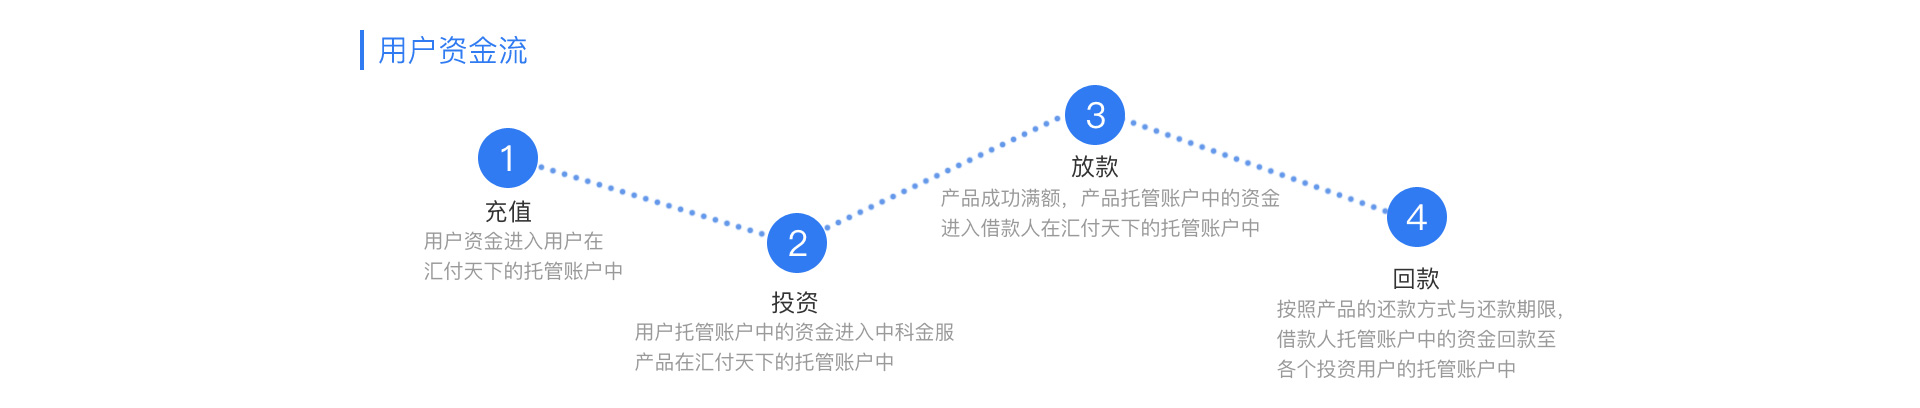 用户资金流
1
充值
用户资金进入用户在
汇付天下的托管账户中
2
投资
用户托管账户中的资金进入中科金服
产品在汇付天下的托管账户中
3
放款
产品成功满额，产品托管账户中的资金
进入借款人在汇付天下的托管账户中
4
回款
按照产品的还款方式与还款期限，
借款人托管账户中的资金回款至
各个投资用户的托管账户中